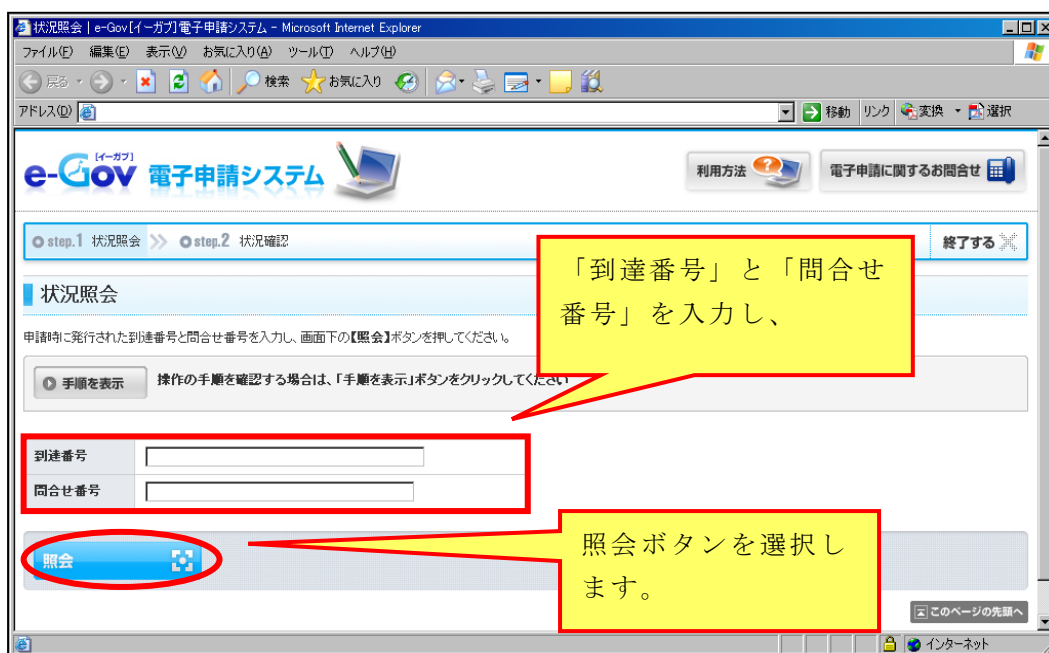 状況照会 | e-Gov[イーガブ]電子申請システム - Microsoft Internet Explorer
ファイル(F) 編集(E) 表示(V) お気に入り(A) ツール(T) ヘルプ(H)
戻る 検索 お気に入り
アドレス(D) 移動 リンク 変換 選択
e-Gov [イーガブ] 電子申請システム 利用方法 電子申請に関するお問合せ
step.1 状況照会 step.2 状況確認 終了する
「到達番号」と「問合せ
番号」を入力し、
状況照会
申請時に発行された到達番号と問合せ番号を入力し、画面下の【照会】ボタンを押してください。
手順を表示 操作の手順を確認する場合は、「手順を表示」ボタンをクリックしてください
到達番号
問合せ番号
照会ボタンを選択し
ます。
照会
このページの先頭へ
インターネット